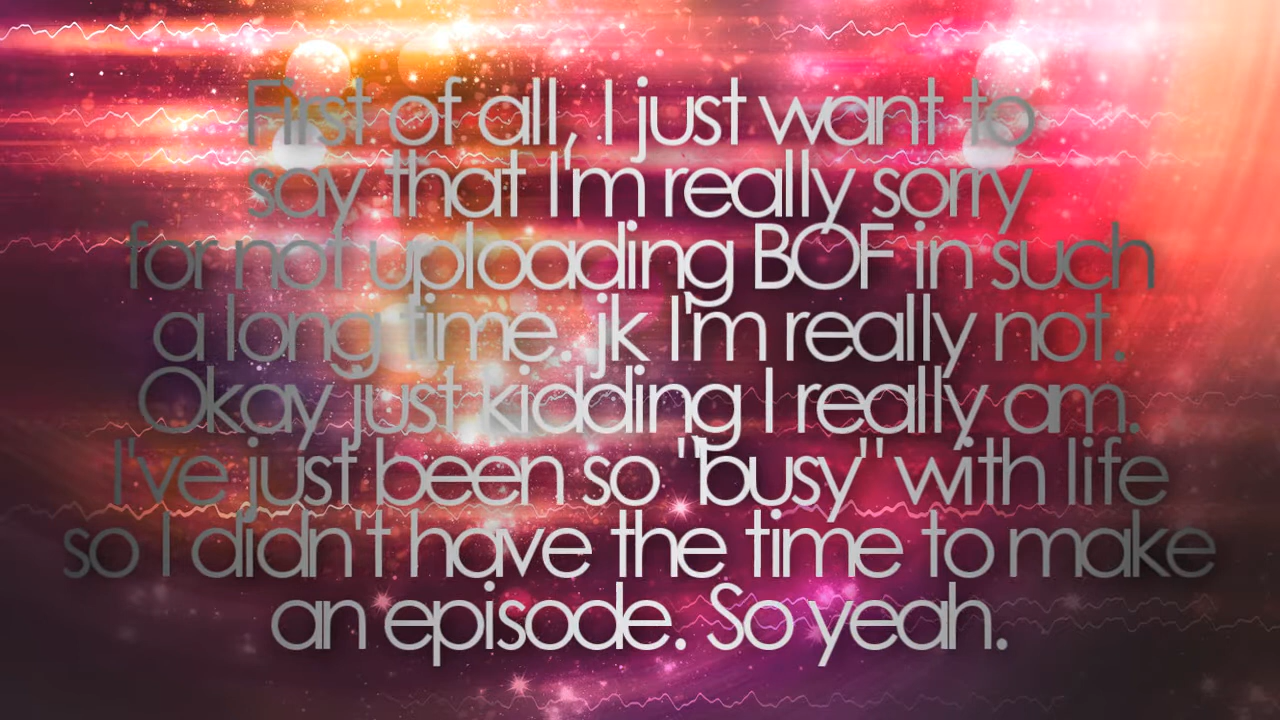 First of all, I just want to
say that I'm really sorry
for not uploading BOF in such
a long time. jk I'm really not.
Okay just kidding I really am.
I've just been so "busy" with life
so I didn't have the time to make
an episode. So yeah.